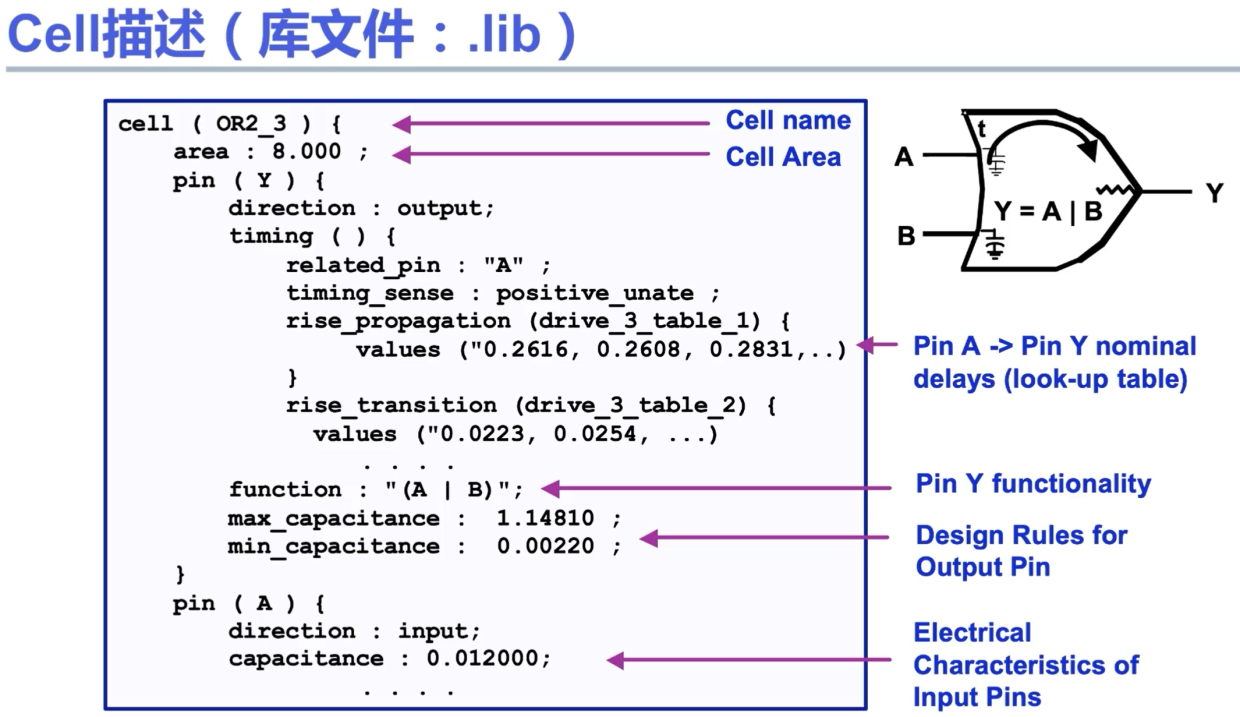 Cell描述（库文件：.lib）
cell ( OR2_3 ) {
area : 8.000 ;
pin ( Y ) {
direction : output;
timing ( ) {
related_pin : "A" ;
timing_sense : positive_unate ;
rise_propagation (drive_3_table_1) {
values ("0.2616, 0.2608, 0.2831,..)
}
rise_transition (drive_3_table_2) {
values ("0.0223, 0.0254, ...)
. . . .
function : "(A | B)";
max_capacitance : 1.14810 ;
min_capacitance : 0.00220 ;
}
pin ( A ) {
direction : input;
capacitance : 0.012000;
. . . .
Cell name
Cell Area
t
A
Y
Y = A | B
B
Pin A -> Pin Y nominal
delays (look-up table)
Pin Y functionality
Design Rules for
Output Pin
Electrical
Characteristics of
Input Pins